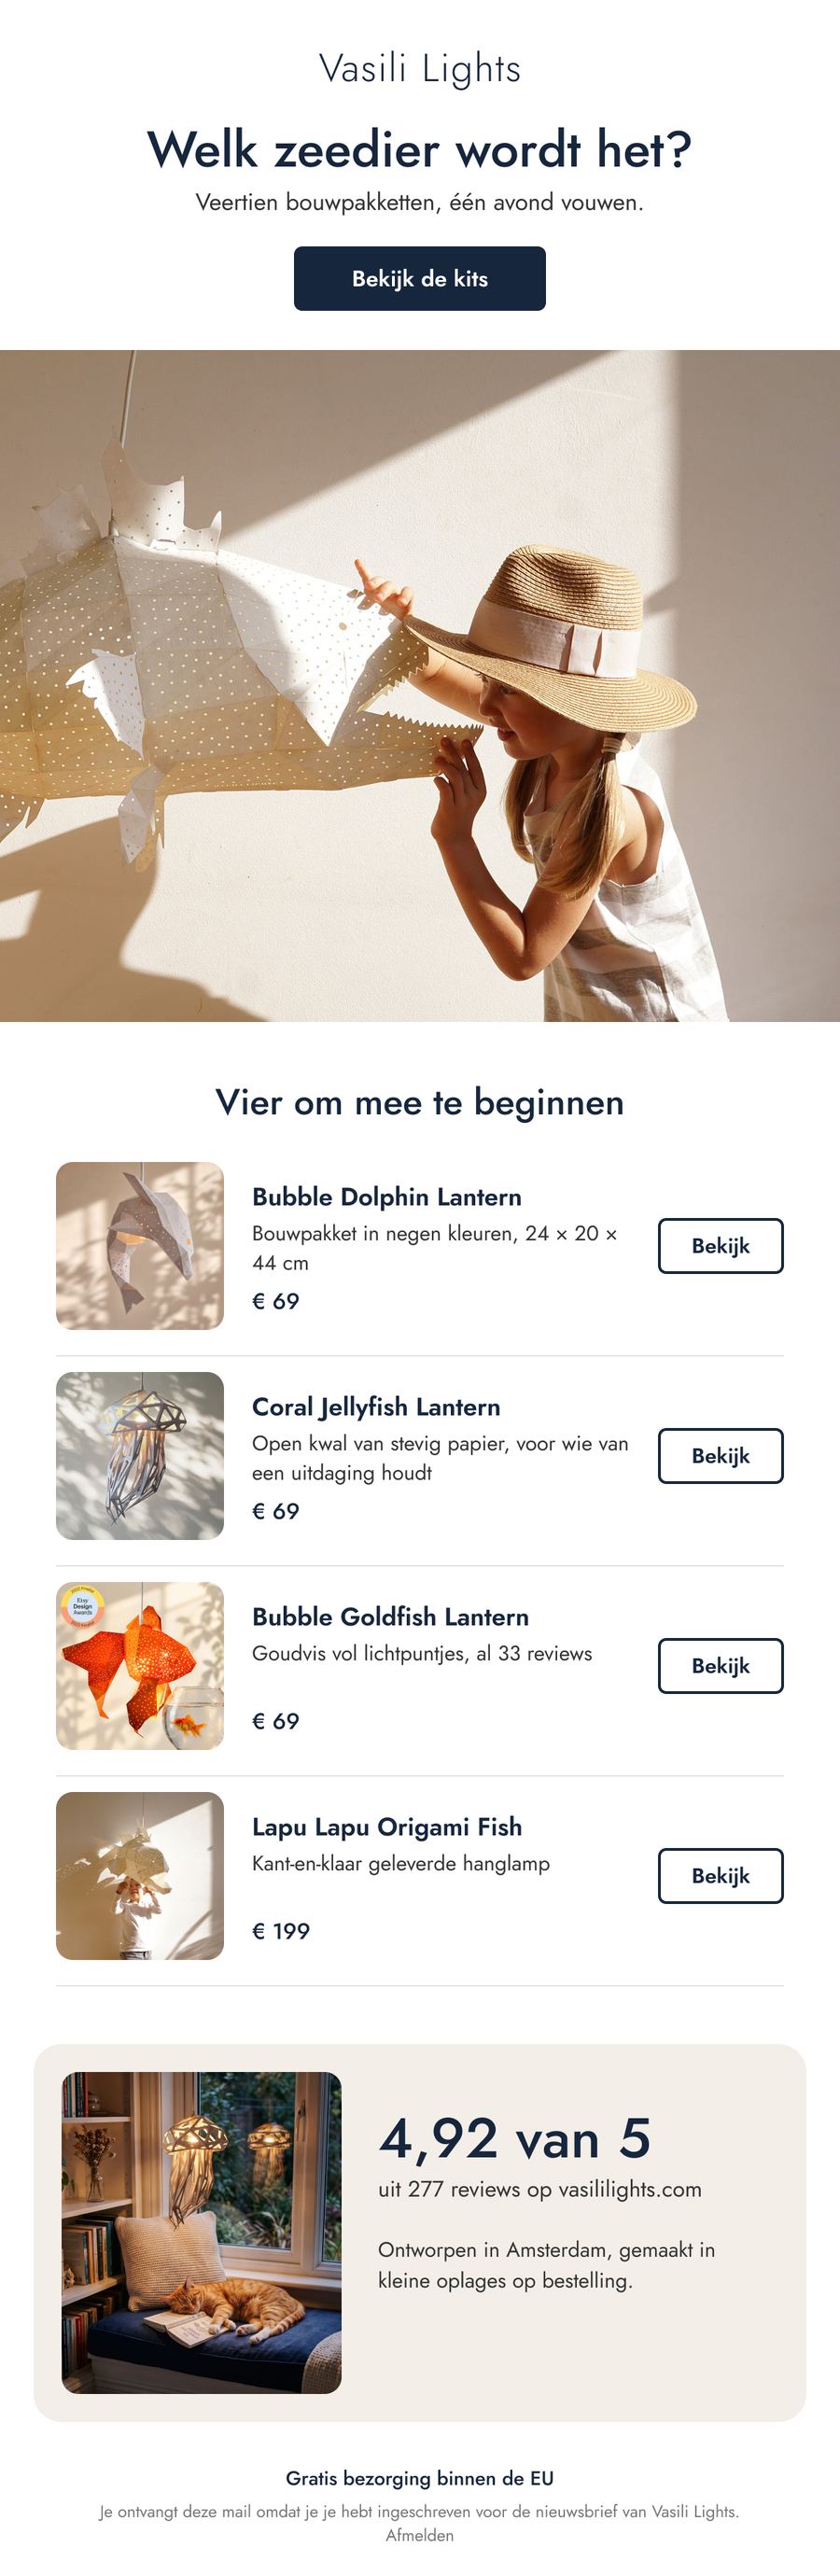 Vasili Lights
Welk zeedier wordt het?
Veertien bouwpakketten, één avond vouwen.
Bekijk de kits
Vier om mee te beginnen
Bubble Dolphin Lantern
Bouwpakket in negen kleuren, 24 × 20 ×
44 cm
€ 69
Bekijk
Coral Jellyfish Lantern
Open kwal van stevig papier, voor wie van
een uitdaging houdt
€ 69
Bekijk
Etsy
Design
Awards
Bubble Goldfish Lantern
Goudvis vol lichtpuntjes, al 33 reviews
€ 69
Bekijk
Lapu Lapu Origami Fish
Kant-en-klaar geleverde hanglamp
€ 199
Bekijk
4,92 van 5
uit 277 reviews op vasililights.com
Ontworpen in Amsterdam, gemaakt in
kleine oplages op bestelling.
Gratis bezorging binnen de EU
Je ontvangt deze mail omdat je je hebt ingeschreven voor de nieuwsbrief van Vasili Lights.
Afmelden